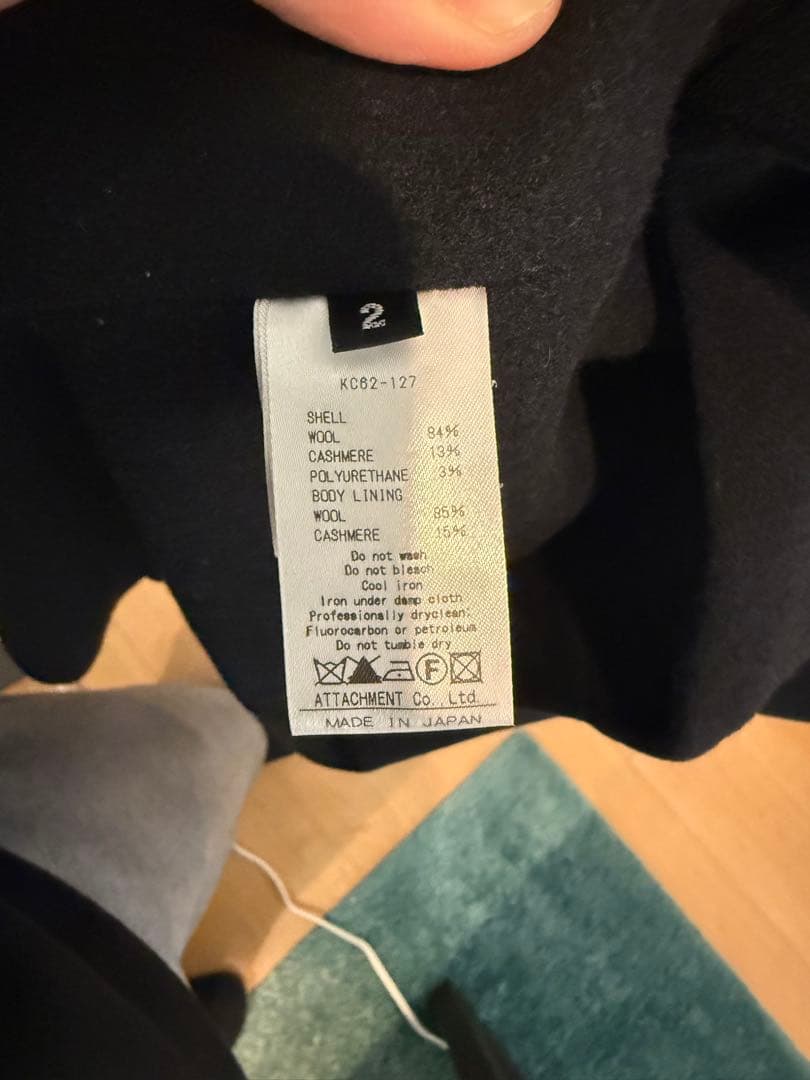 2
KC62-127
SHELL
WOOL 84%
CASHMERE 13%
POLYURETHANE 3%
BODY LINING
WOOL 85%
CASHMERE 15%
Do not wash
Do not bleach
Cool iron
Iron under damp cloth
Professionally dryclean:
Fluorocarbon or petroleum
Do not tumble dry
F
ATTACHMENT Co., Ltd.
MADE IN JAPAN